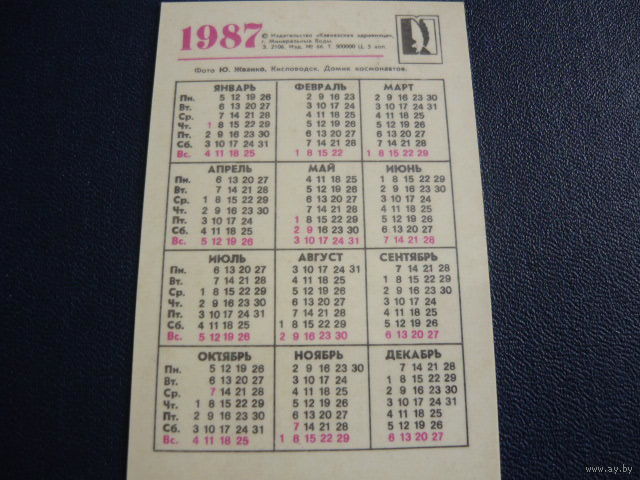 1987
© Издательство «Кавказская здравница»,
г. Минеральные Воды.
З. 2106. Изд. № 66 Т. 500000 Ц. 5 коп.
Фото Ю. Жванко. Кисловодск. Домик космонавтов.
ЯНВАРЬ ФЕВРАЛЬ МАРТ
Пн. 5 12 19 26 2 9 16 23 2 9 16 23 30
Вт. 6 13 20 27 3 10 17 24 3 10 17 24 31
Ср. 7 14 21 28 4 11 18 25 4 11 18 25
Чт. 1 8 15 22 29 5 12 19 26 5 12 19 26
Пт. 2 9 16 23 30 6 13 20 27 6 13 20 27
Сб. 3 10 17 24 31 7 14 21 28 7 14 21 28
Вс. 4 11 18 25 1 8 15 22 1 8 15 22 29
АПРЕЛЬ МАЙ ИЮНЬ
Пн. 6 13 20 27 4 11 18 25 1 8 15 22 29
Вт. 7 14 21 28 5 12 19 26 2 9 16 23 30
Ср. 1 8 15 22 29 6 13 20 27 3 10 17 24
Чт. 2 9 16 23 30 7 14 21 28 4 11 18 25
Пт. 3 10 17 24 1 8 15 22 29 5 12 19 26
Сб. 4 11 18 25 2 9 16 23 30 6 13 20 27
Вс. 5 12 19 26 3 10 17 24 31 7 14 21 28
ИЮЛЬ АВГУСТ СЕНТЯБРЬ
Пн. 6 13 20 27 3 10 17 24 31 7 14 21 28
Вт. 7 14 21 28 4 11 18 25 1 8 15 22 29
Ср. 1 8 15 22 29 5 12 19 26 2 9 16 23 30
Чт. 2 9 16 23 30 6 13 20 27 3 10 17 24
Пт. 3 10 17 24 31 7 14 21 28 4 11 18 25
Сб. 4 11 18 25 1 8 15 22 29 5 12 19 26
Вс. 5 12 19 26 2 9 16 23 30 6 13 20 27
ОКТЯБРЬ НОЯБРЬ ДЕКАБРЬ
Пн. 5 12 19 26 2 9 16 23 30 7 14 21 28
Вт. 6 13 20 27 3 10 17 24 1 8 15 22 29
Ср. 7 14 21 28 4 11 18 25 2 9 16 23 30
Чт. 1 8 15 22 29 5 12 19 26 3 10 17 24 31
Пт. 2 9 16 23 30 6 13 20 27 4 11 18 25
Сб. 3 10 17 24 31 7 14 21 28 5 12 19 26
Вс. 4 11 18 25 1 8 15 22 29 6 13 20 27
www.ay.by